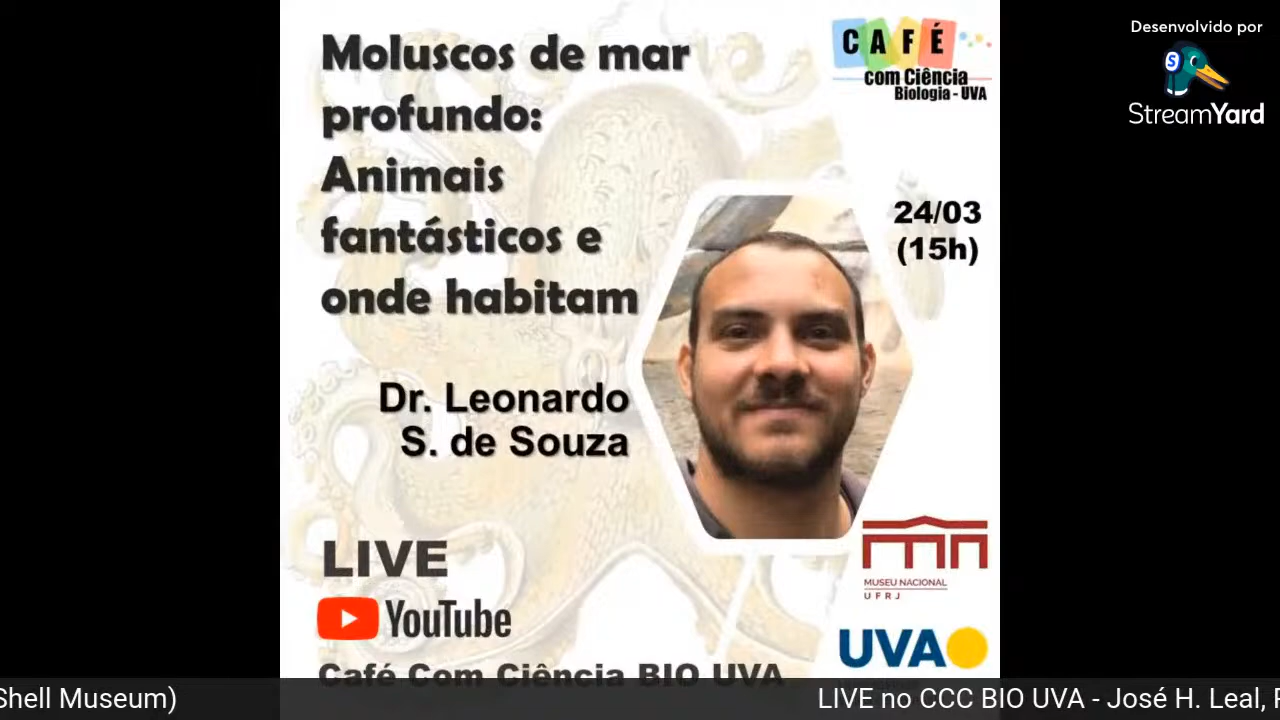 Moluscos de mar
profundo:
Animais
fantásticos e
onde habitam
Dr. Leonardo
S. de Souza
LIVE
YouTube
Café Com Ciência BIO UVA
CAFÉ
com Ciência
Biologia - UVA
24/03
(15h)
MUSEU NACIONAL
UFRJ
UVA
Desenvolvido por
StreamYard
Shell Museum)
LIVE no CCC BIO UVA - José H. Leal,